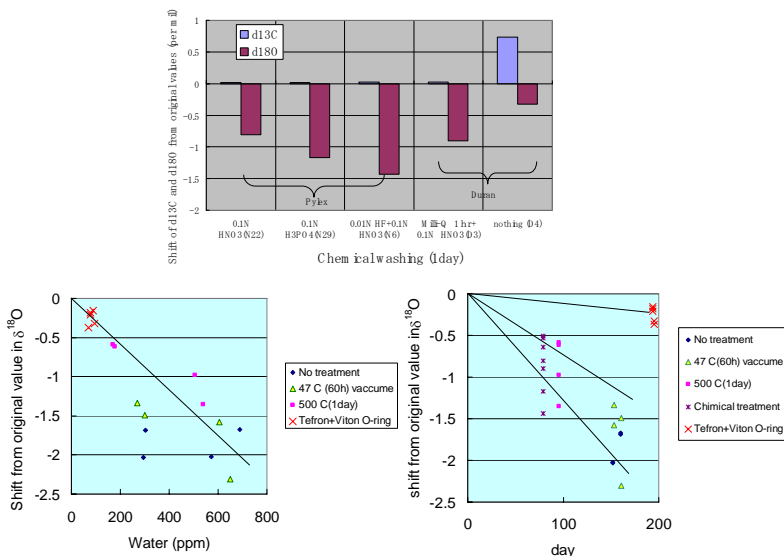 d13C
d18O
1
0.5
0
-0.5
-1
-1.5
2
Shift of d13C and d18O from original values (per mil)
Pylex
Duran
0.1N HNO3(N22)
0.1N H3PO4(N29)
0.01N HF+0.1N HNO3(N6)
Milli-Q 1 hr+ 0.1N HNO3(D3)
nothing (D4)
Chemical washing (1day)
0
-0.5
-1
-1.5
-2
-2.5
Shift from original value in δ18O
0 200 400 600 800
Water (ppm)
No treatment
47 C (60h) vaccume
500 C(1day)
Tefron+Viton O-ring
0
-0.5
-1
-1.5
-2
-2.5
shift from original value inδ18O
0 100 200
day
No treatment
47 C (60h) vaccume
500 C(1day)
Chimical treatment
Tefron+Viton O-ring